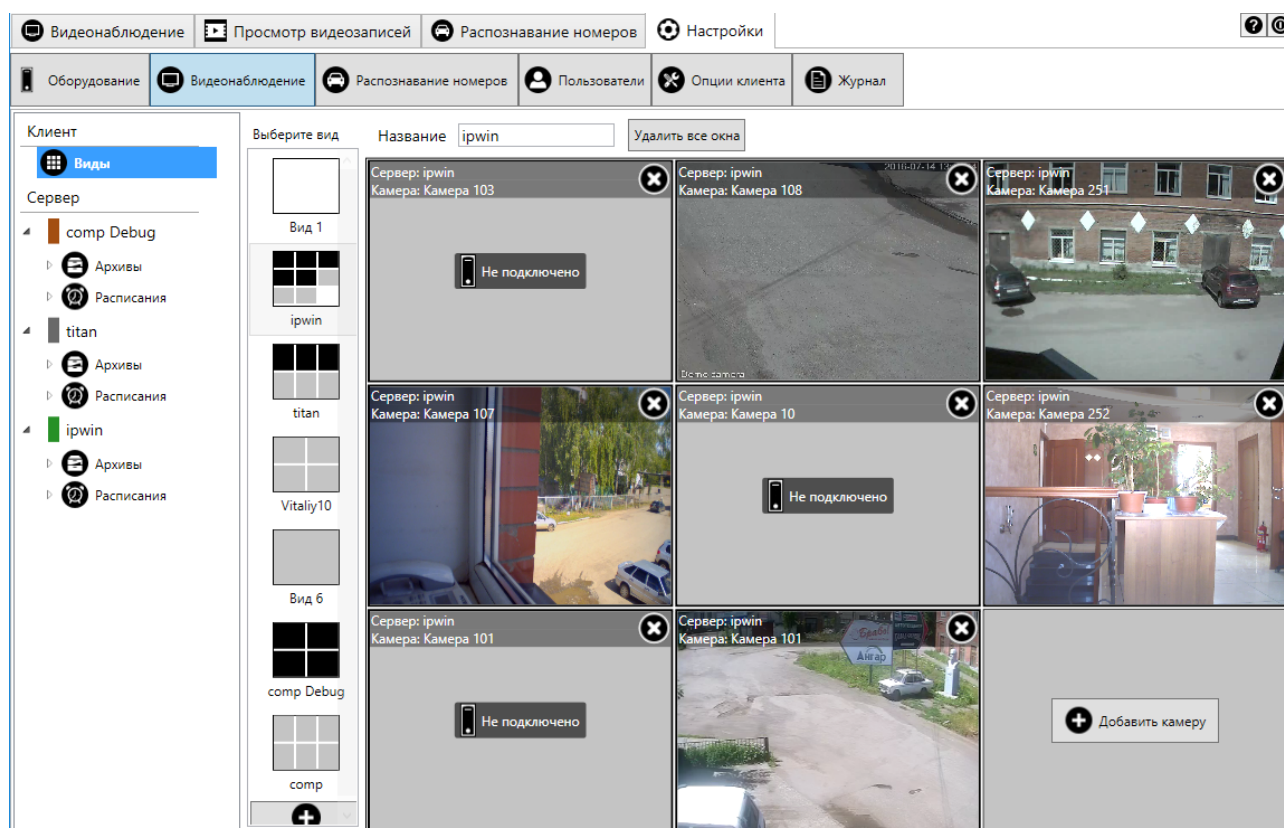 Видеонаблюдение Просмотр видеозаписей Распознавание номеров Настройки
Оборудование Видеонаблюдение Распознавание номеров Пользователи Опции клиента Журнал
Клиент
Виды
Сервер
comp Debug
Архивы
Расписания
titan
Архивы
Расписания
ipwin
Архивы
Расписания
Выберите вид
Вид 1
ipwin
titan
Vitaliy10
Вид 6
comp Debug
comp
Название ipwin Удалить все окна
Сервер: ipwin
Камера: Камера 103
Не подключено
Сервер: ipwin
Камера: Камера 108
Demo camera
Сервер: ipwin
Камера: Камера 251
Сервер: ipwin
Камера: Камера 107
Сервер: ipwin
Камера: Камера 10
Не подключено
Сервер: ipwin
Камера: Камера 252
Сервер: ipwin
Камера: Камера 101
Не подключено
Сервер: ipwin
Камера: Камера 101
Ангар
Добавить камеру